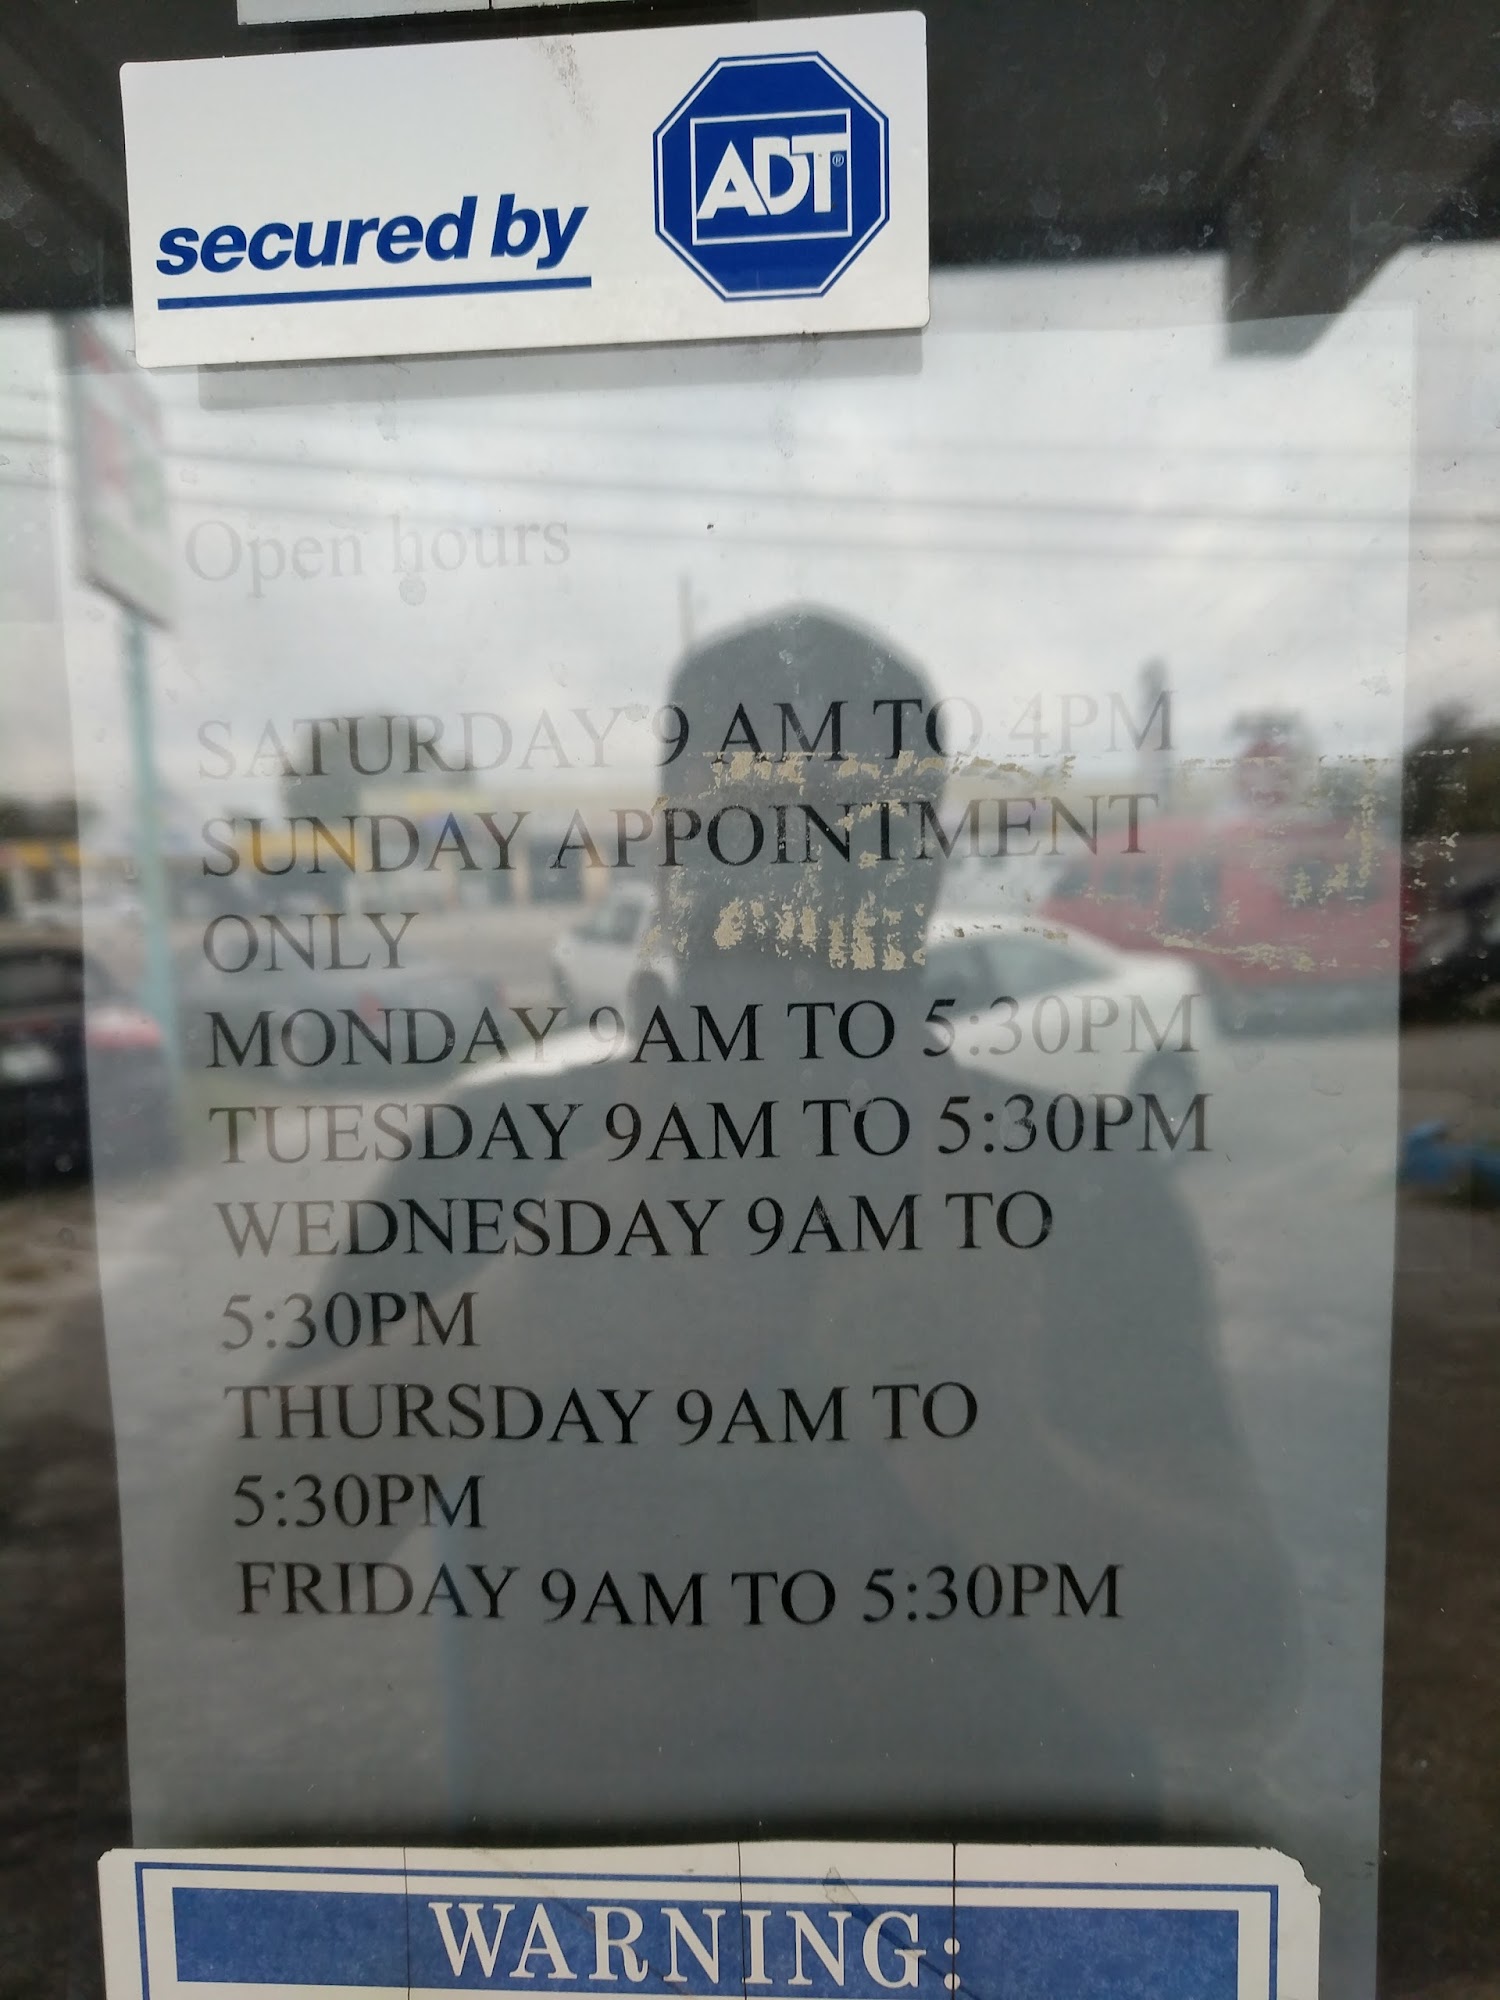 secured by
ADT®
Open hours
SATURDAY 9 AM TO 4PM
SUNDAY APPOINTMENT
ONLY
MONDAY 9AM TO 5:30PM
TUESDAY 9AM TO 5:30PM
WEDNESDAY 9AM TO
5:30PM
THURSDAY 9AM TO
5:30PM
FRIDAY 9AM TO 5:30PM
WARNING: